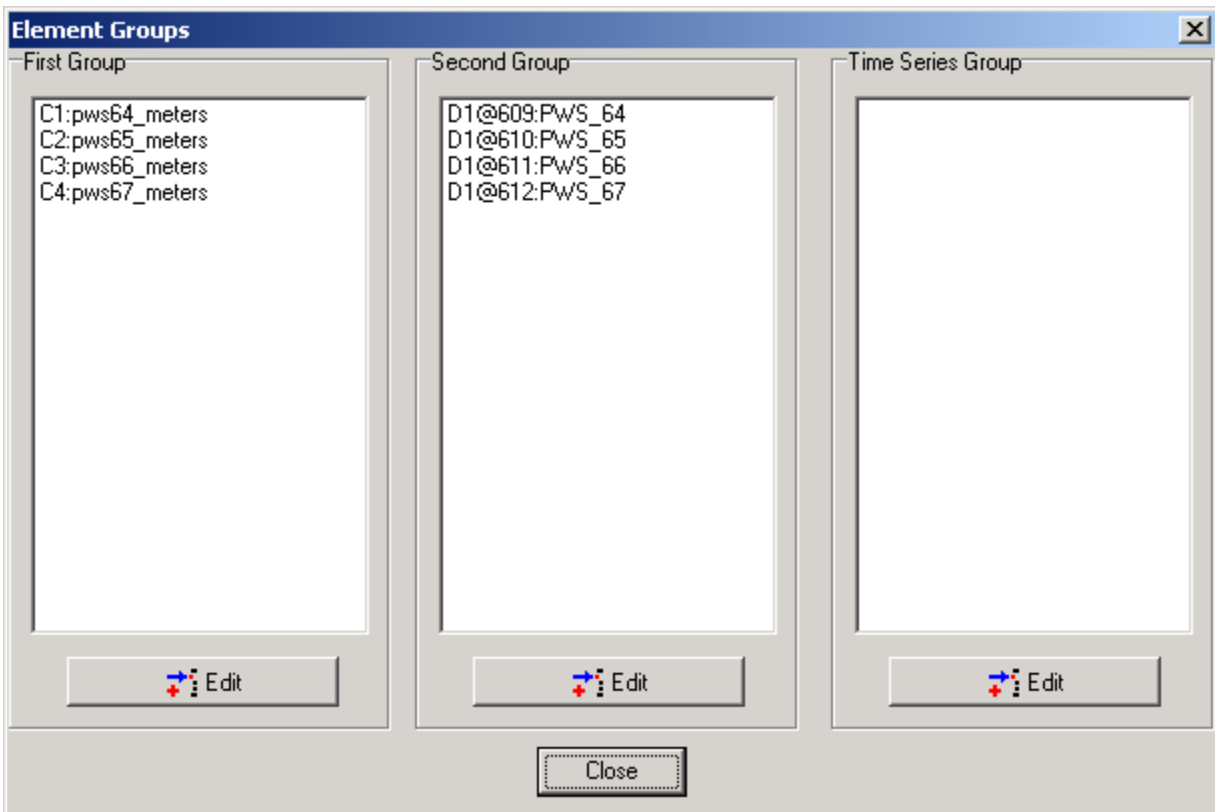 Element Groups
First Group
C1:pws64_meters
C2:pws65_meters
C3:pws66_meters
C4:pws67_meters
Edit
Second Group
D1@609:PWS_64
D1@610:PWS_65
D1@611:PWS_66
D1@612:PWS_67
Edit
Time Series Group
Edit
Close